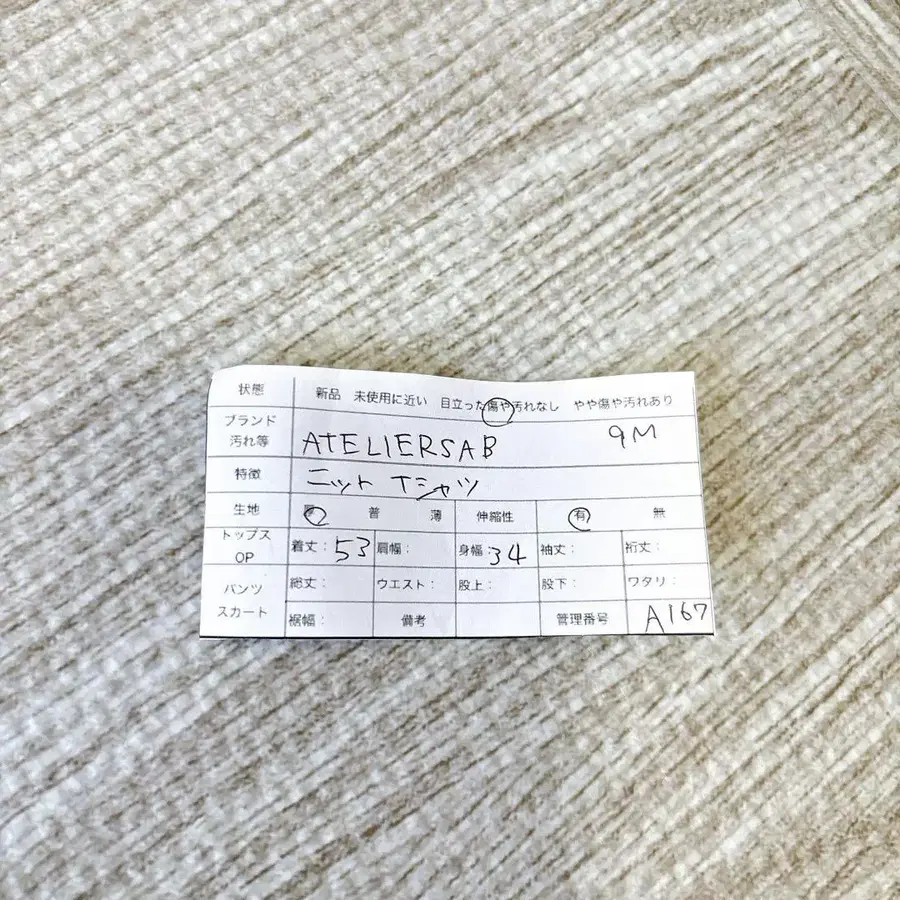 状態 新品 未使用に近い 目立った傷や汚れなし やや傷や汚れあり
ブランド
汚れ等 ATELIERSAB 9M
特徴 ニット Tシャツ
生地 厚 普 薄 伸縮性 有 無
トップス
OP 着丈:53 肩幅: 身幅:34 袖丈: 裄丈:
パンツ
スカート 総丈: ウエスト: 股上: 股下: ワタリ:
裾幅: 備考 管理番号 A167